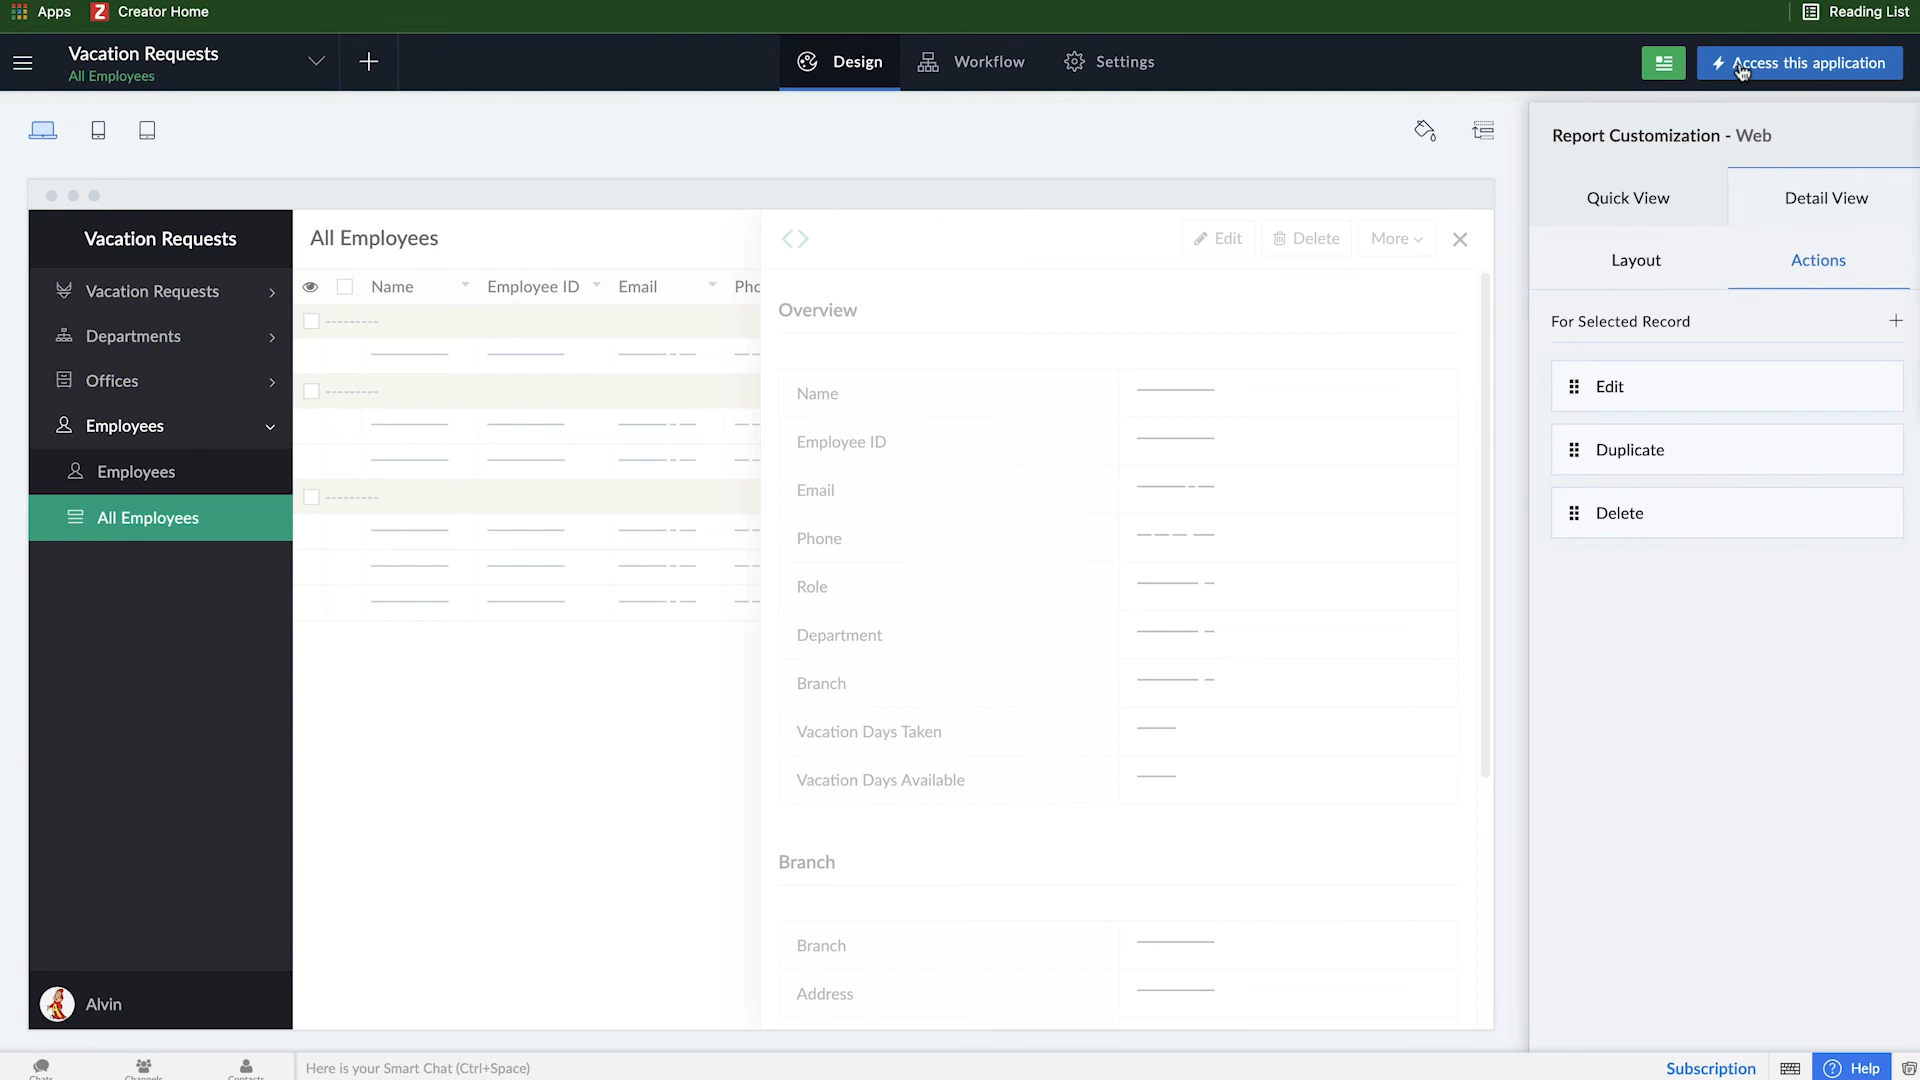 Apps
Z Creator Home
Reading List
Vacation Requests
All Employees
Design
Workflow
Settings
Access this application
Report Customization - Web
Quick View
Detail View
Layout
Actions
For Selected Record
Edit
Duplicate
Delete
Vacation Requests
Vacation Requests
Departments
Offices
Employees
Employees
All Employees
Alvin
All Employees
Name
Employee ID
Email
Pho
Edit
Delete
More
Overview
Name
Employee ID
Email
Phone
Role
Department
Branch
Vacation Days Taken
Vacation Days Available
Branch
Branch
Address
Chats
Channels
Contacts
Here is your Smart Chat (Ctrl+Space)
Subscription
Help